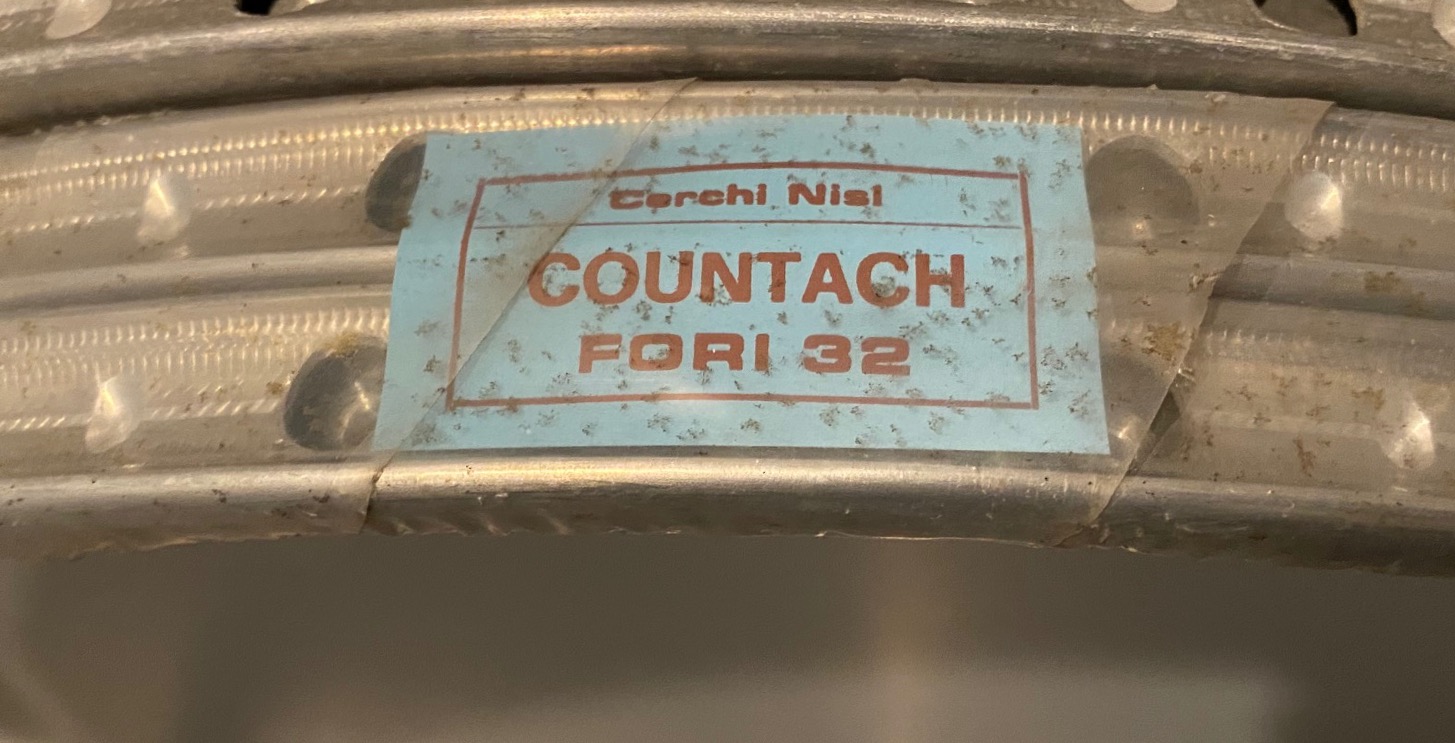 Cerchi Nisi
COUNTACH
FORI 32